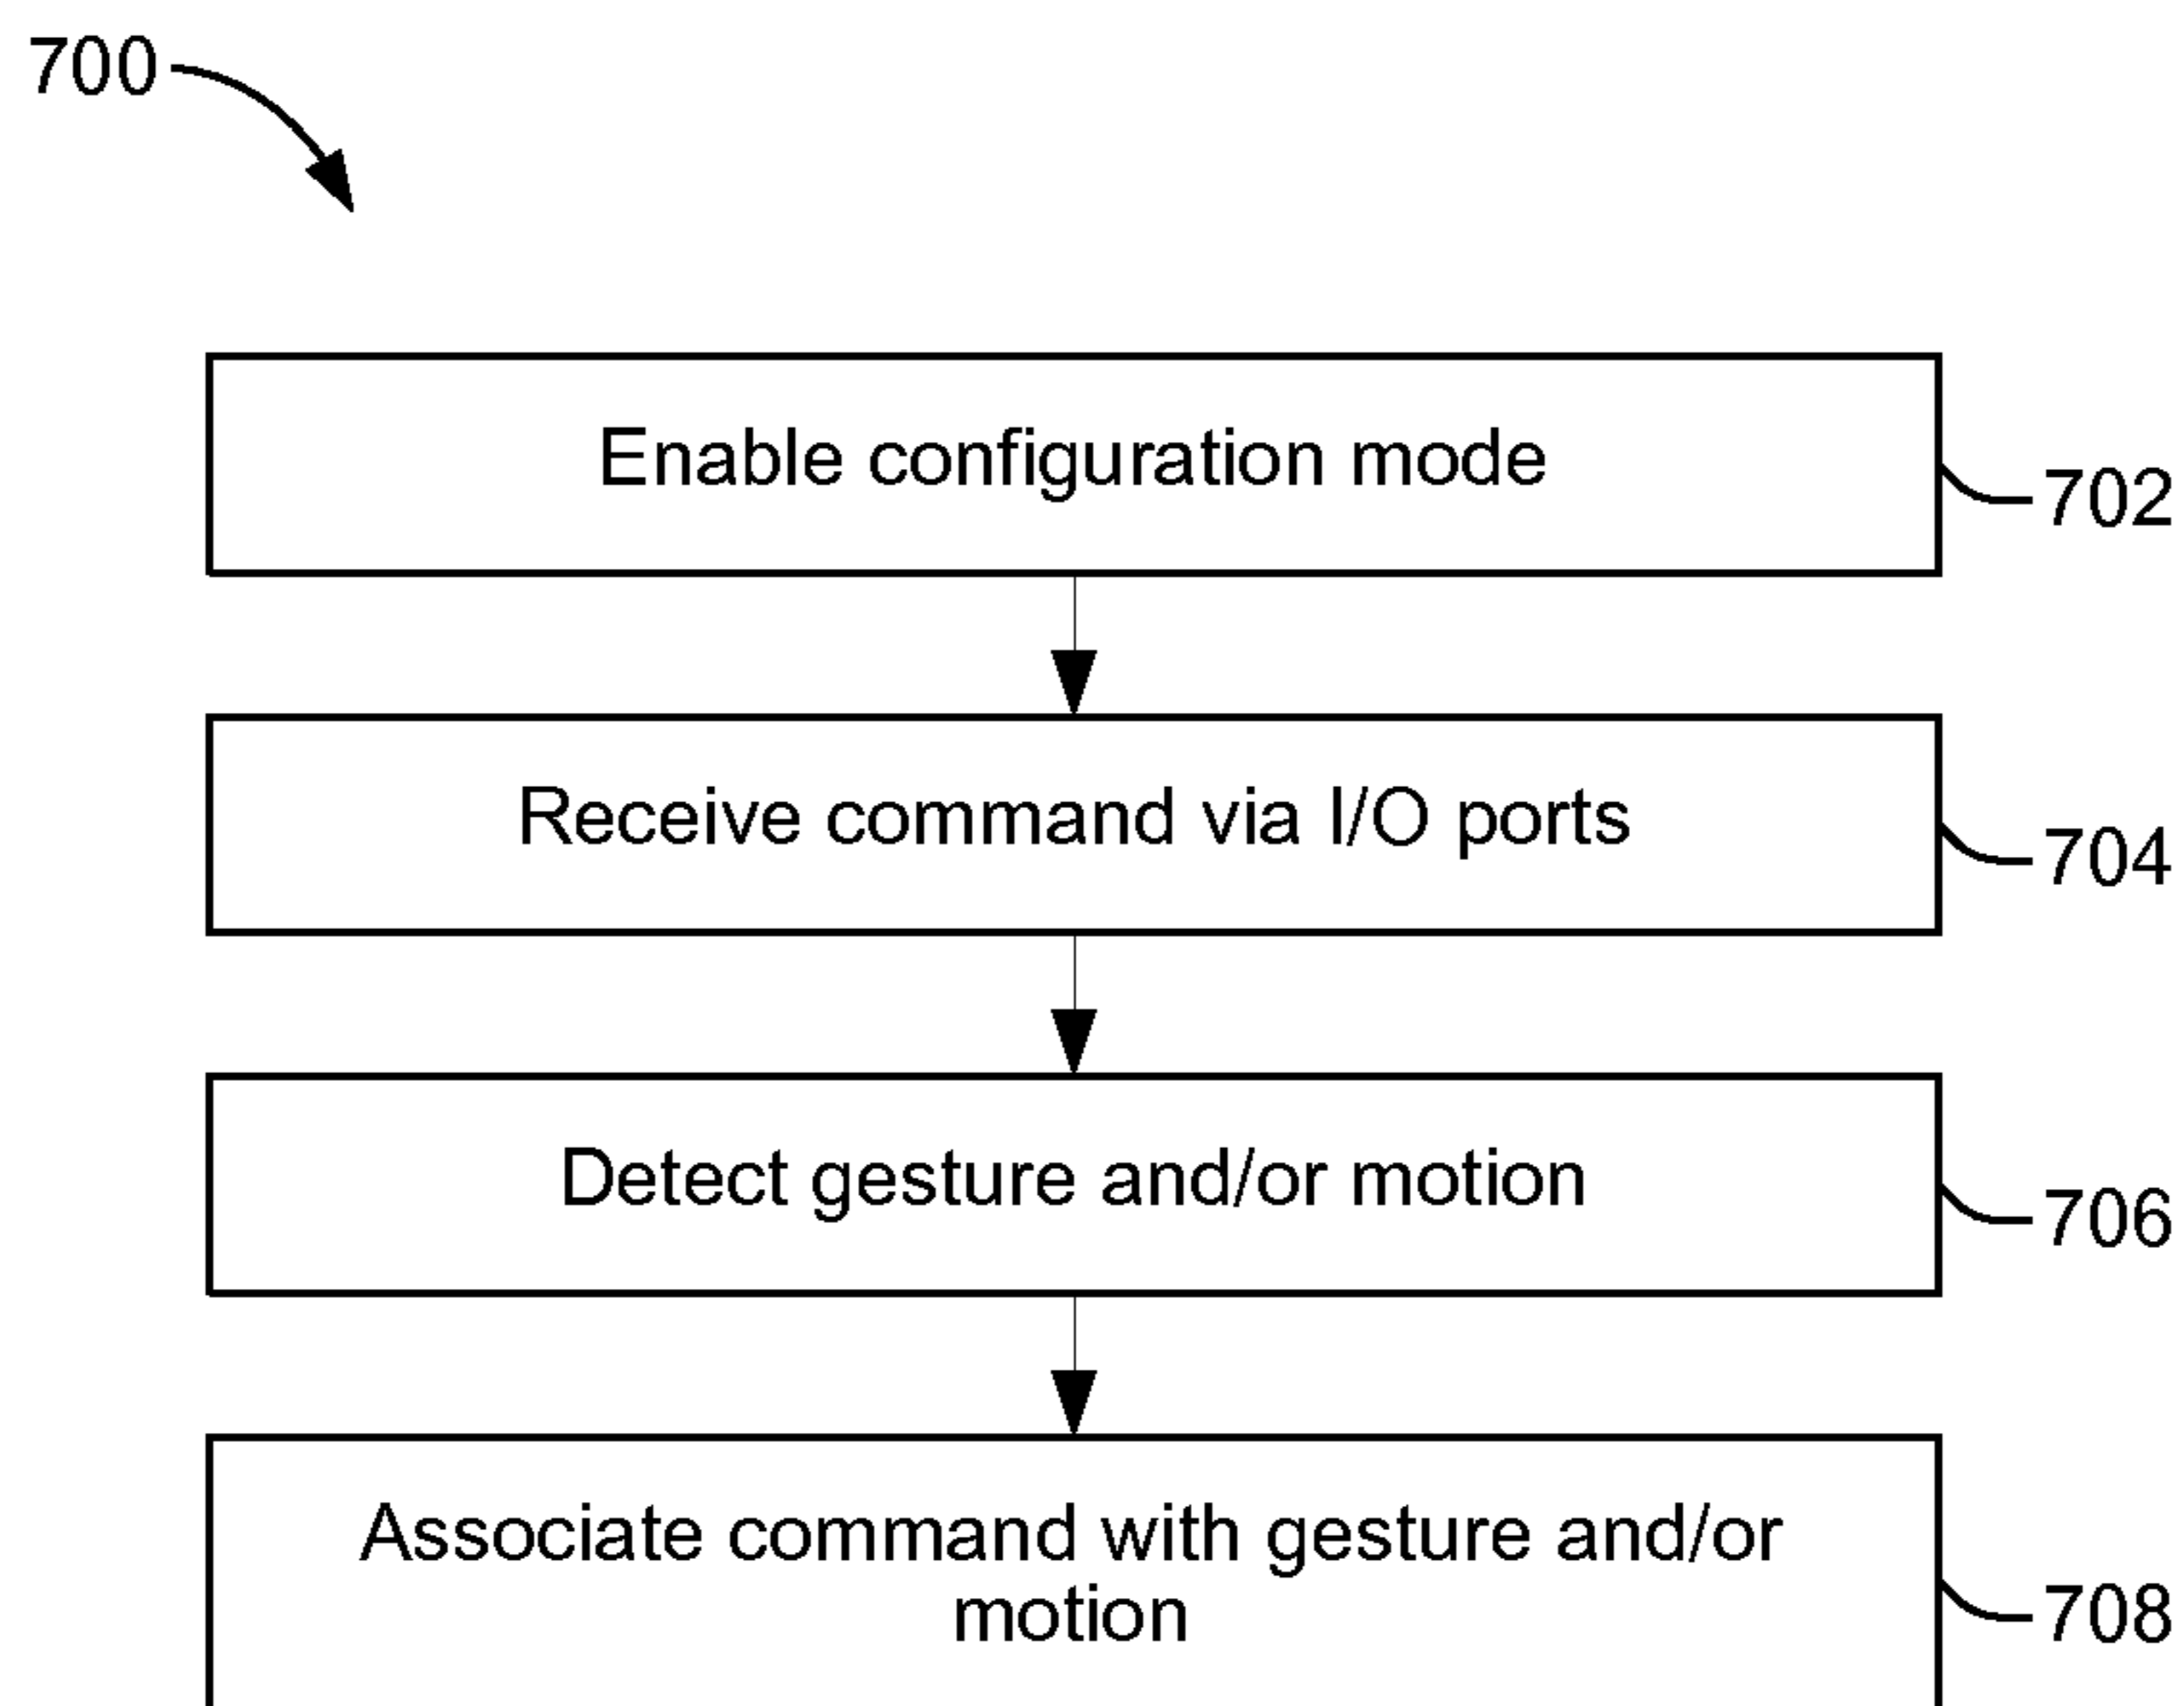 700
Enable configuration mode
702
Receive command via I/O ports
704
Detect gesture and/or motion
706
Associate command with gesture and/or
motion
708